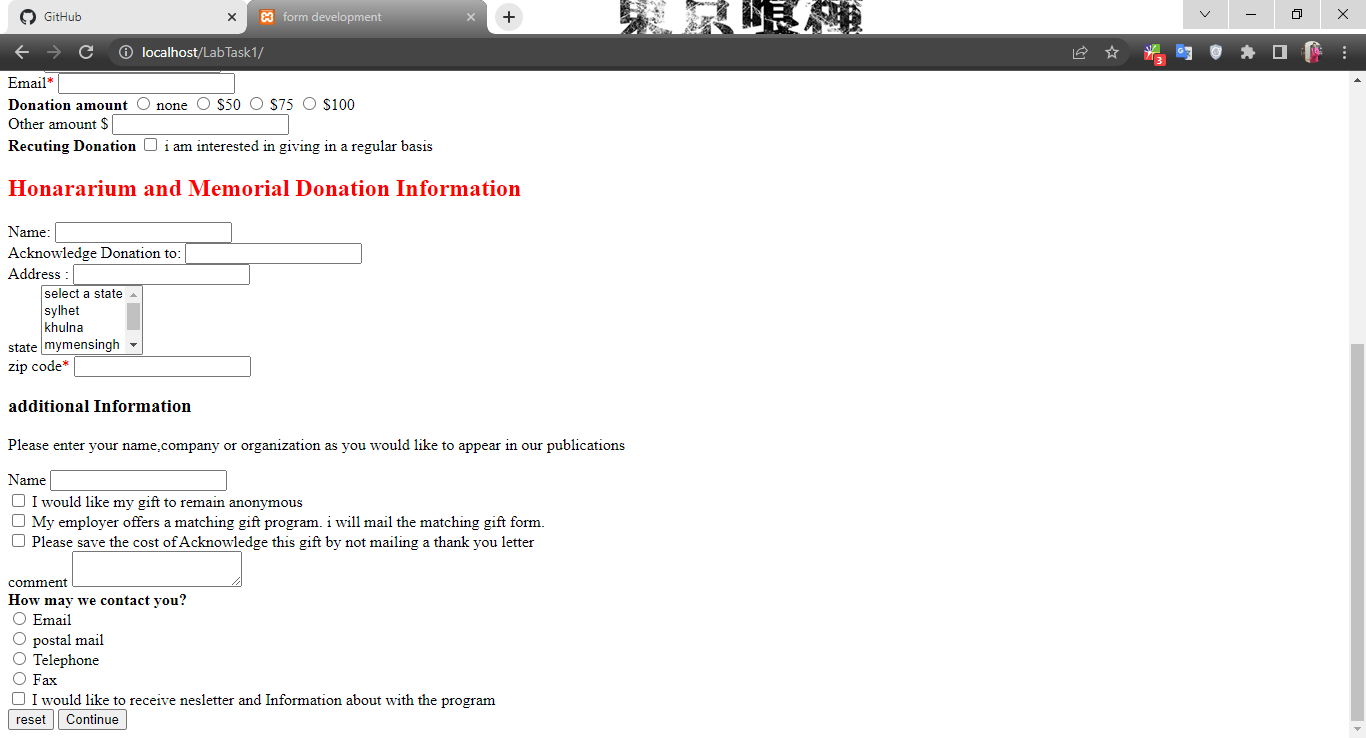 GitHub
form development
東京喰種
localhost/LabTask1/
3
Email*
Donation amount none $50 $75 $100
Other amount $
Recuting Donation i am interested in giving in a regular basis
Honararium and Memorial Donation Information
Name:
Acknowledge Donation to:
Address :
select a state
sylhet
khulna
mymensingh
state
zip code*
additional Information
Please enter your name,company or organization as you would like to appear in our publications
Name
I would like my gift to remain anonymous
My employer offers a matching gift program. i will mail the matching gift form.
Please save the cost of Acknowledge this gift by not mailing a thank you letter
comment
How may we contact you?
Email
postal mail
Telephone
Fax
I would like to receive nesletter and Information about with the program
reset Continue